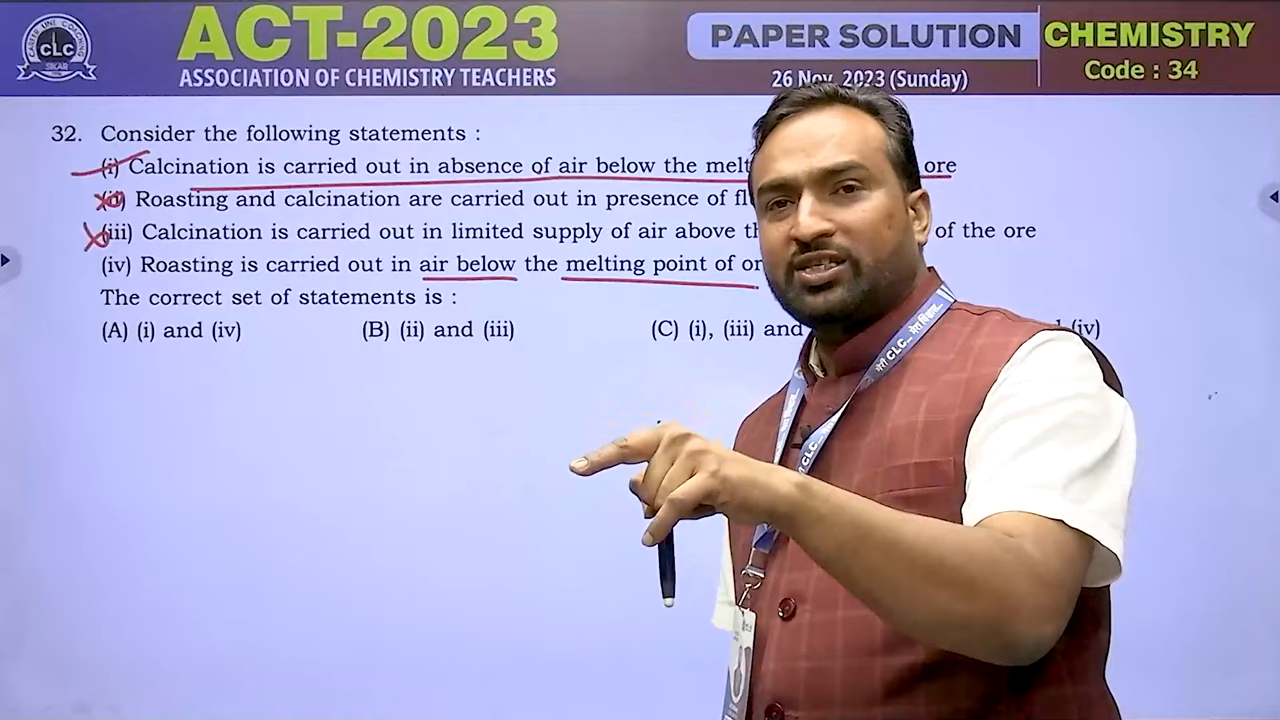 ACT-2023
ASSOCIATION OF CHEMISTRY TEACHERS
PAPER SOLUTION
26 Nov. 2023 (Sunday)
CHEMISTRY
Code : 34
CLC
SIKAR
32. Consider the following statements :
(i) Calcination is carried out in absence of air below the ore
(ii) Roasting and calcination are carried out in presence of
(iii) Calcination is carried out in limited supply of air above of the ore
(iv) Roasting is carried out in air below the melting point of
The correct set of statements is :
(A) (i) and (iv) (B) (ii) and (iii) (C) (i), (iii) and (iv)
CLC
CLC